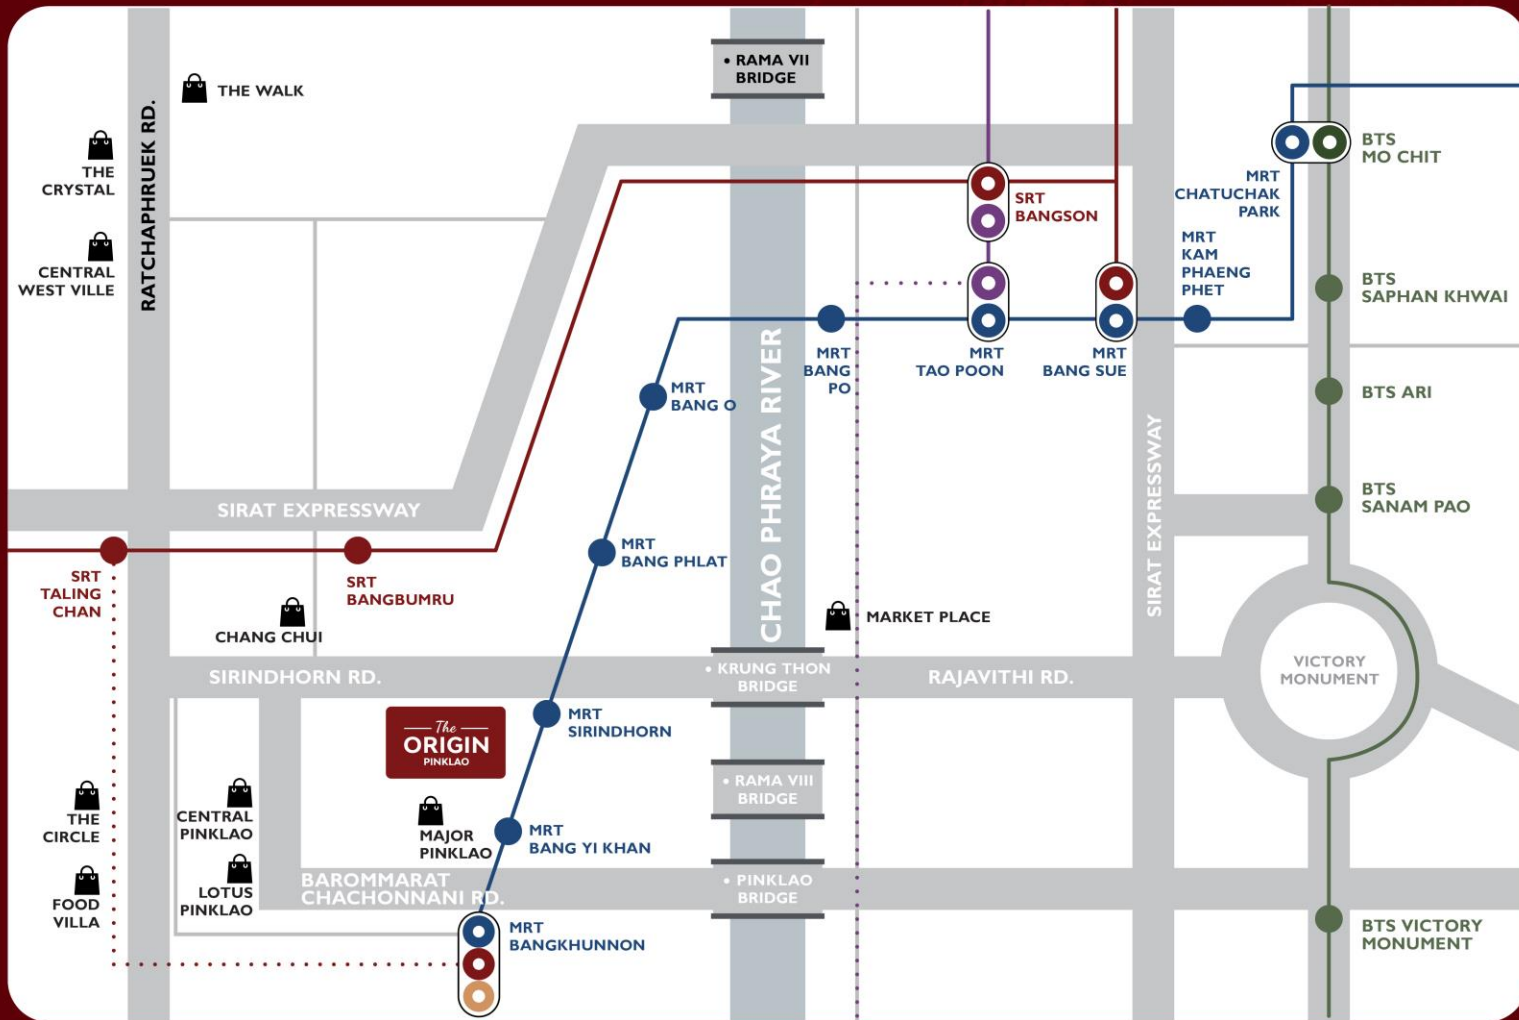 • RAMA VII
BRIDGE
THE WALK
RATCHAPHRUEK RD.
THE
CRYSTAL
CENTRAL
WEST VILLE
BTS
MO CHIT
MRT
CHATUCHAK
PARK
SRT
BANGSON
MRT
KAM
PHAENG
PHET
BTS
SAPHAN KHWAI
MRT
BANG
PO
MRT
TAO POON
MRT
BANG SUE
MRT
BANG O
BTS ARI
CHAO PHRAYA RIVER
SIRAT EXPRESSWAY
SIRAT EXPRESSWAY
BTS
SANAM PAO
MRT
BANG PHLAT
SRT
TALING
CHAN
SRT
BANGBUMRU
CHANG CHUI
MARKET PLACE
SIRINDHORN RD.
• KRUNG THON
BRIDGE
RAJAVITHI RD.
VICTORY
MONUMENT
The
ORIGIN
PINKLAO
MRT
SIRINDHORN
• RAMA VIII
BRIDGE
THE
CIRCLE
CENTRAL
PINKLAO
MAJOR
PINKLAO
MRT
BANG YI KHAN
FOOD
VILLA
LOTUS
PINKLAO
BAROMMARAT
CHACHONNANI RD.
• PINKLAO
BRIDGE
MRT
BANGKHUNNON
BTS VICTORY
MONUMENT